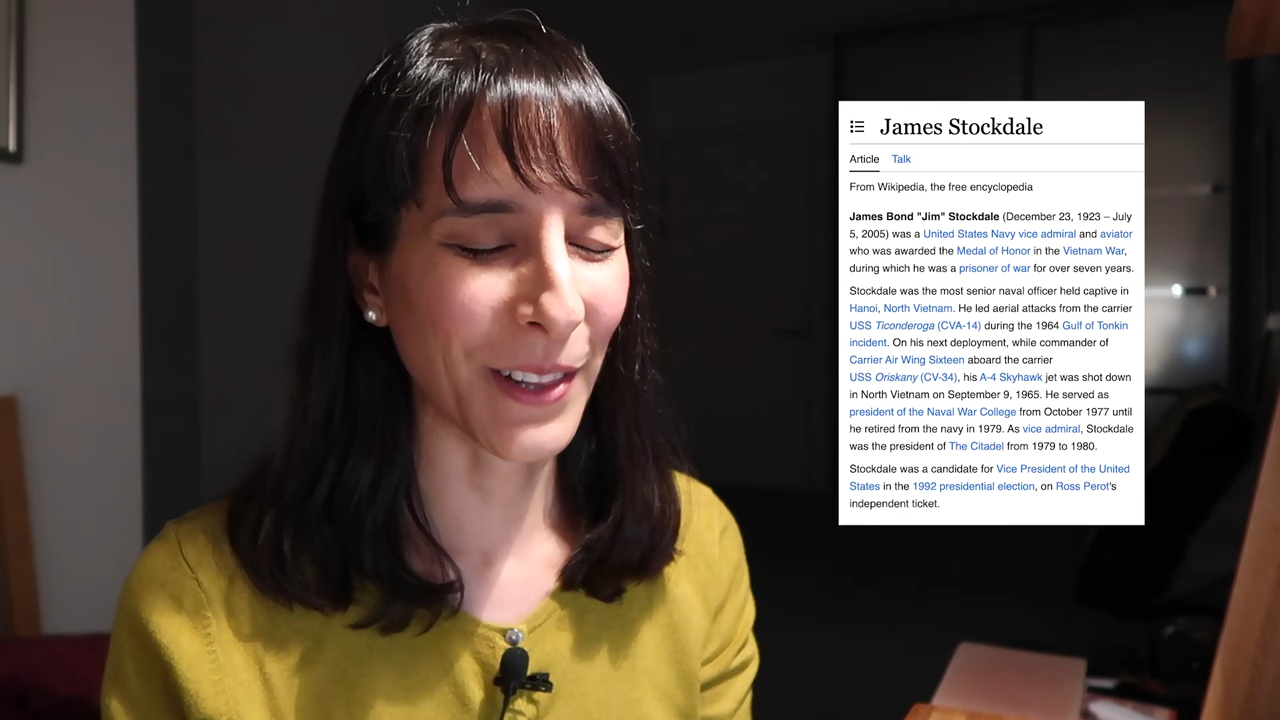 James Stockdale
Article Talk
From Wikipedia, the free encyclopedia
James Bond "Jim" Stockdale (December 23, 1923 – July
5, 2005) was a United States Navy vice admiral and aviator
who was awarded the Medal of Honor in the Vietnam War,
during which he was a prisoner of war for over seven years.
Stockdale was the most senior naval officer held captive in
Hanoi, North Vietnam. He led aerial attacks from the carrier
USS Ticonderoga (CVA-14) during the 1964 Gulf of Tonkin
incident. On his next deployment, while commander of
Carrier Air Wing Sixteen aboard the carrier
USS Oriskany (CV-34), his A-4 Skyhawk jet was shot down
in North Vietnam on September 9, 1965. He served as
president of the Naval War College from October 1977 until
he retired from the navy in 1979. As vice admiral, Stockdale
was the president of The Citadel from 1979 to 1980.
Stockdale was a candidate for Vice President of the United
States in the 1992 presidential election, on Ross Perot's
independent ticket.